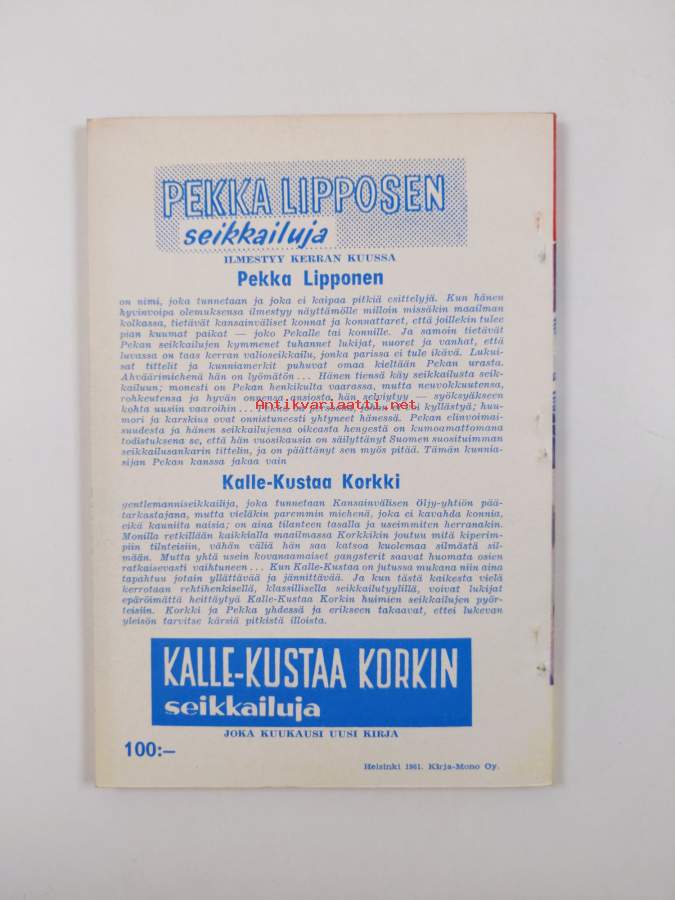 PEKKA LIPPOSEN
seikkailuja
ILMESTYY KERRAN KUUSSA
Pekka Lipponen
on nimi, joka tunnetaan ja joka ei kaipaa pitkiä esittelyjä. Kun hänen
hyvinvoipa olemuksensa ilmestyy näyttämölle milloin missäkin maailman
kolkassa, tietävät kansainväliset konnat ja konnattaret, että joillekin tulee
pian kuumat paikat — joko Pekalle tai konnille. Ja samoin tietävät
Pekan seikkailujen kymmenet tuhannet lukijat, nuoret ja vanhat, että
luvassa on taas kerran valioseikkailu, jonka parissa ei tule ikävä. Lukui-
sat tittelit ja kunniamerkit puhuvat omaa kieltään Pekan urasta.
Ahväärimiehenä hän on lyömätön... Hänen tiensä käy seikkailusta seik-
kailuun; monesti on Pekan henkikulta vaarassa, mutta neuvokkuutensa,
rohkeutensa ja hyvän onnensa ansiosta hän selviytyy — syöksyäkseen
kohta uusiin vaaroihin... Pekka on persoona, johon ei voi kyllästyä; huu-
mori ja karskius ovat onnistuneesti yhtyneet hänessä. Pekan elinvoimai-
suudesta ja hänen seikkailujensa oikeasta hengestä on kumoamattomana
todistuksena se, että hän vuosikausia on säilyttänyt Suomen suosituimman
seikkailusankarin tittelin, ja on päättänyt sen myös pitää. Tämän kunnia-
sijan Pekan kanssa jakaa vain
Antikvariaatti.net
Kalle-Kustaa Korkki
gentlemanniseikkailija, joka tunnetaan Kansainvälisen Öljy-yhtiön pää-
tarkastajana, mutta vieläkin paremmin miehenä, joka ei kavahda konnia,
eikä kauniita naisia; on aina tilanteen tasalla ja useimmiten herranakin.
Monilla retkillään kaikkialla maailmassa Korkkikin joutuu mitä kiperim-
piin tilnteisiin, vähän väliä hän saa katsoa kuolemaa silmästä sil-
mään. Mutta yhtä usein kovanaamaiset gangsterit saavat huomata osien
ratkaisevasti vaihtuneen... Kun Kalle-Kustaa on jutussa mukana niin aina
tapahtuu jotain yllättävää ja jännittävää. Ja kun tästä kaikesta vielä
kerrotaan rehtihenkisellä, klassillisella seikkailutyylillä, voivat lukijat
epäröimättä heittäytyä Kalle-Kustaa Korkin huimien seikkailujen pyör-
teisiin. Korkki ja Pekka yhdessä ja erikseen takaavat, ettei lukevan
yleisön tarvitse kärsiä pitkistä illoista.
KALLE-KUSTAA KORKIN
seikkailuja
JOKA KUUKAUSI UUSI KIRJA
100:—
Helsinki 1961. Kirja-Mono Oy.